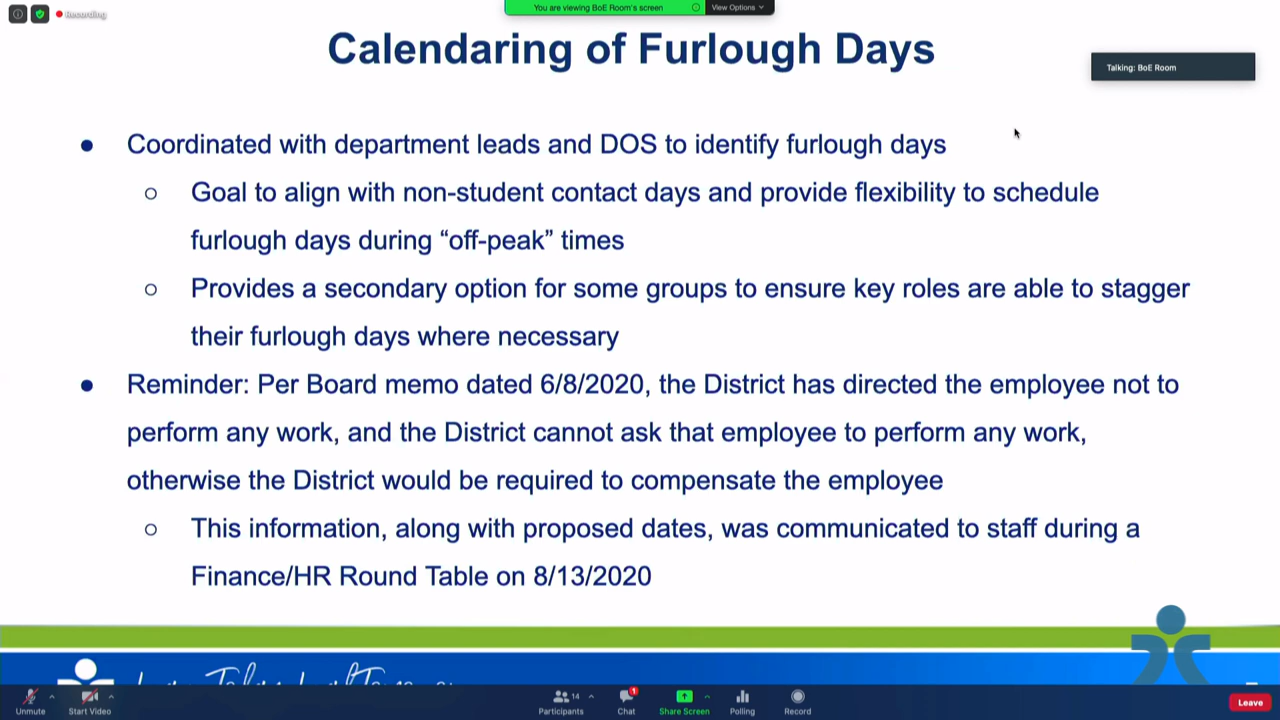 Recording
You are viewing BoE Room's screen
View Options
Calendaring of Furlough Days
Talking: BoE Room
● Coordinated with department leads and DOS to identify furlough days
○ Goal to align with non-student contact days and provide flexibility to schedule
furlough days during “off-peak” times
○ Provides a secondary option for some groups to ensure key roles are able to stagger
their furlough days where necessary
● Reminder: Per Board memo dated 6/8/2020, the District has directed the employee not to
perform any work, and the District cannot ask that employee to perform any work,
otherwise the District would be required to compensate the employee
○ This information, along with proposed dates, was communicated to staff during a
Finance/HR Round Table on 8/13/2020
Unmute
Start Video
14
Participants
1
Chat
Share Screen
Polling
Record
Leave